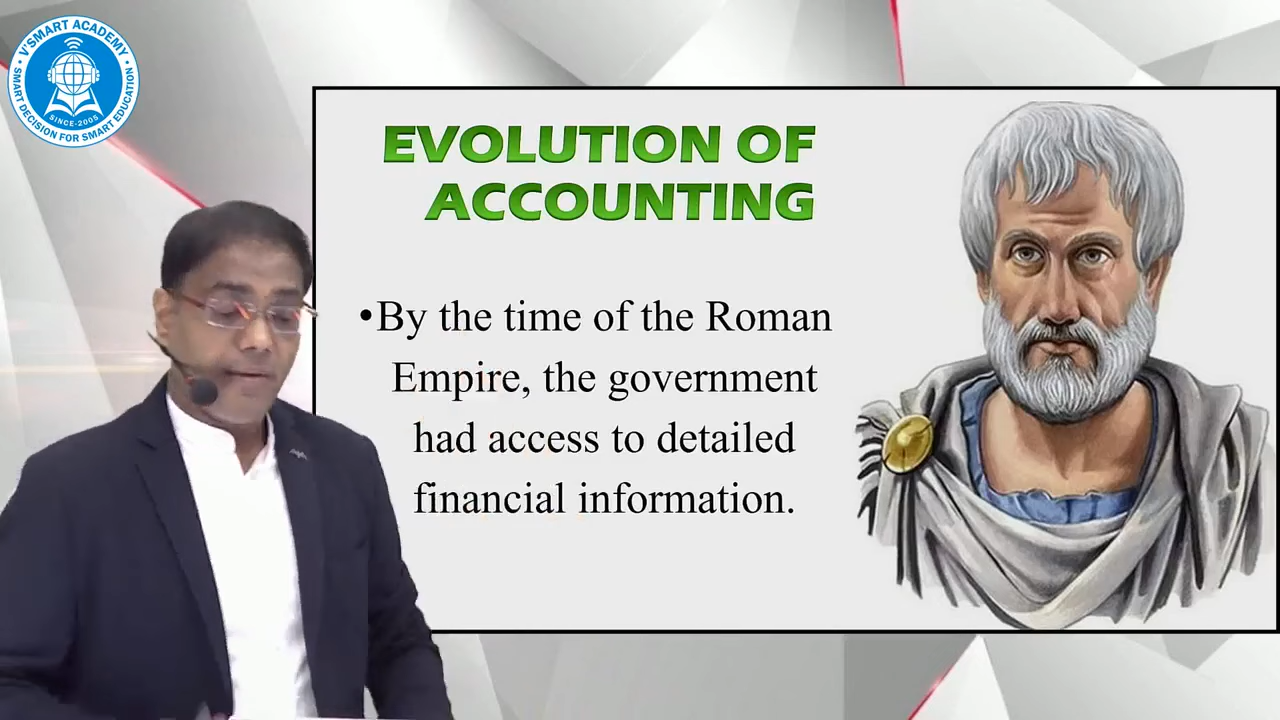 V'SMART ACADEMY
SMART DECISION FOR SMART EDUCATION
SINCE-2005
EVOLUTION OF
ACCOUNTING
•By the time of the Roman
Empire, the government
had access to detailed
financial information.